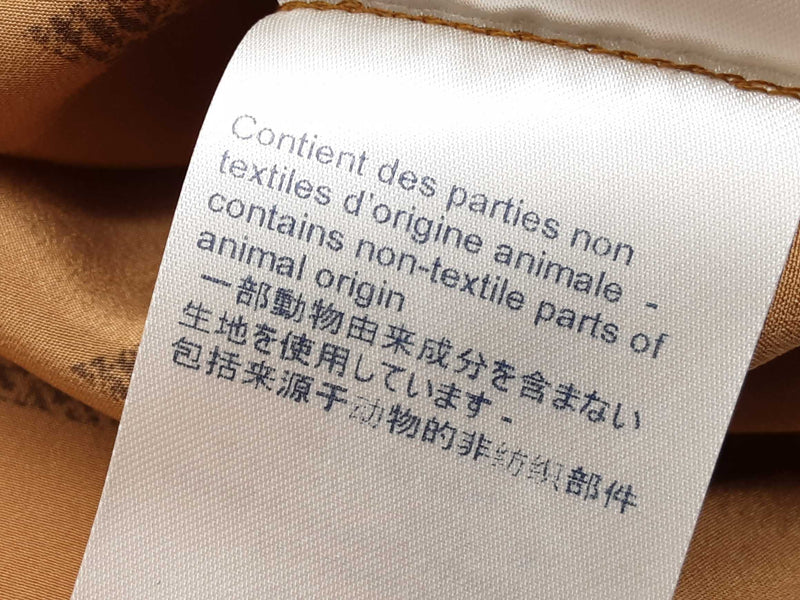 Contient des parties non
textiles d'origine animale -
contains non-textile parts of
animal origin
一部動物由来成分を含まない
生地を使用しています-
包括来源于动物的非纺织部件